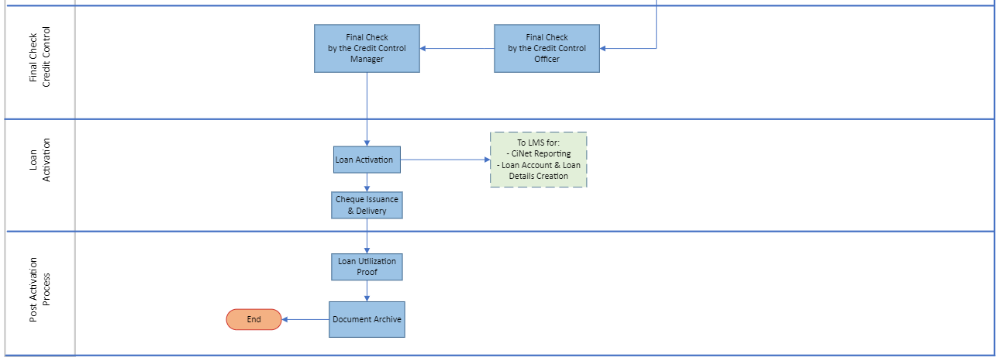 Final Check
Credit Control
Final Check
by the Credit Control
Manager
Final Check
by the Credit Control
Officer
Loan
Activation
Loan Activation
To LMS for:
- CiNet Reporting
- Loan Account & Loan
Details Creation
Cheque Issuance
& Delivery
Post Activation
Process
Loan Utilization
Proof
Document Archive
End